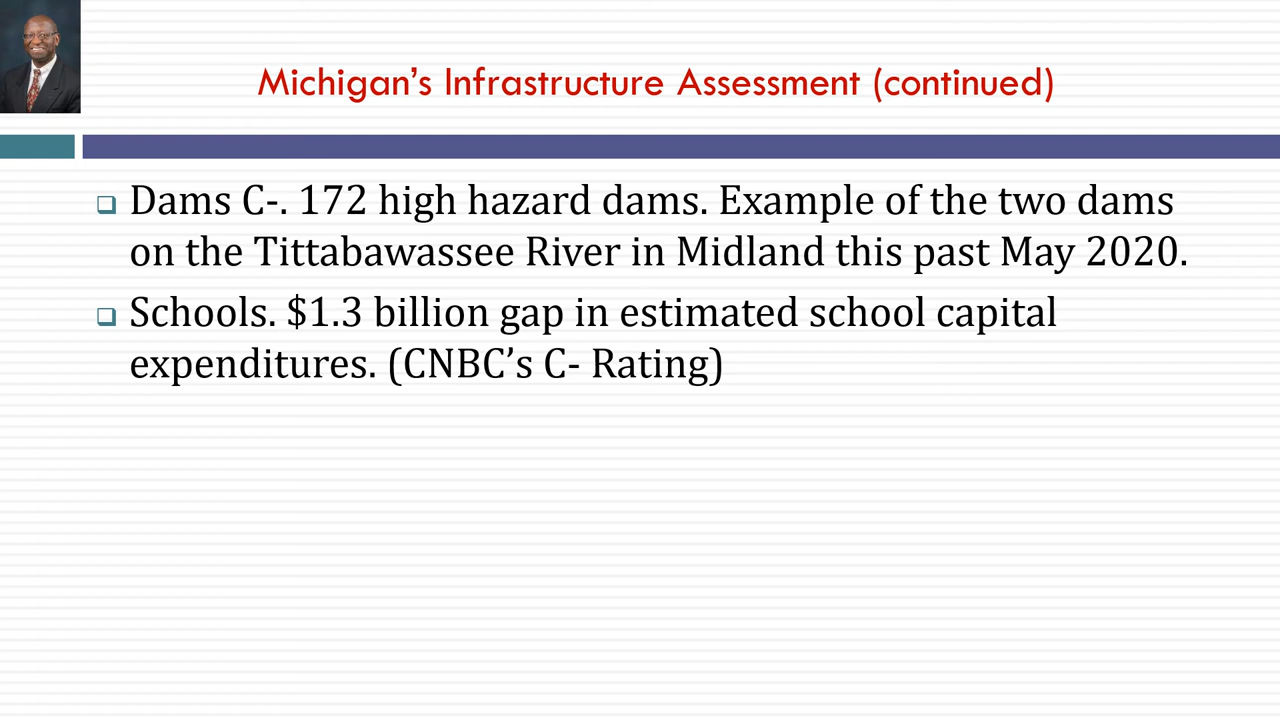 Michigan’s Infrastructure Assessment (continued)
Dams C-. 172 high hazard dams. Example of the two dams
on the Tittabawassee River in Midland this past May 2020.
Schools. $1.3 billion gap in estimated school capital
expenditures. (CNBC’s C- Rating)